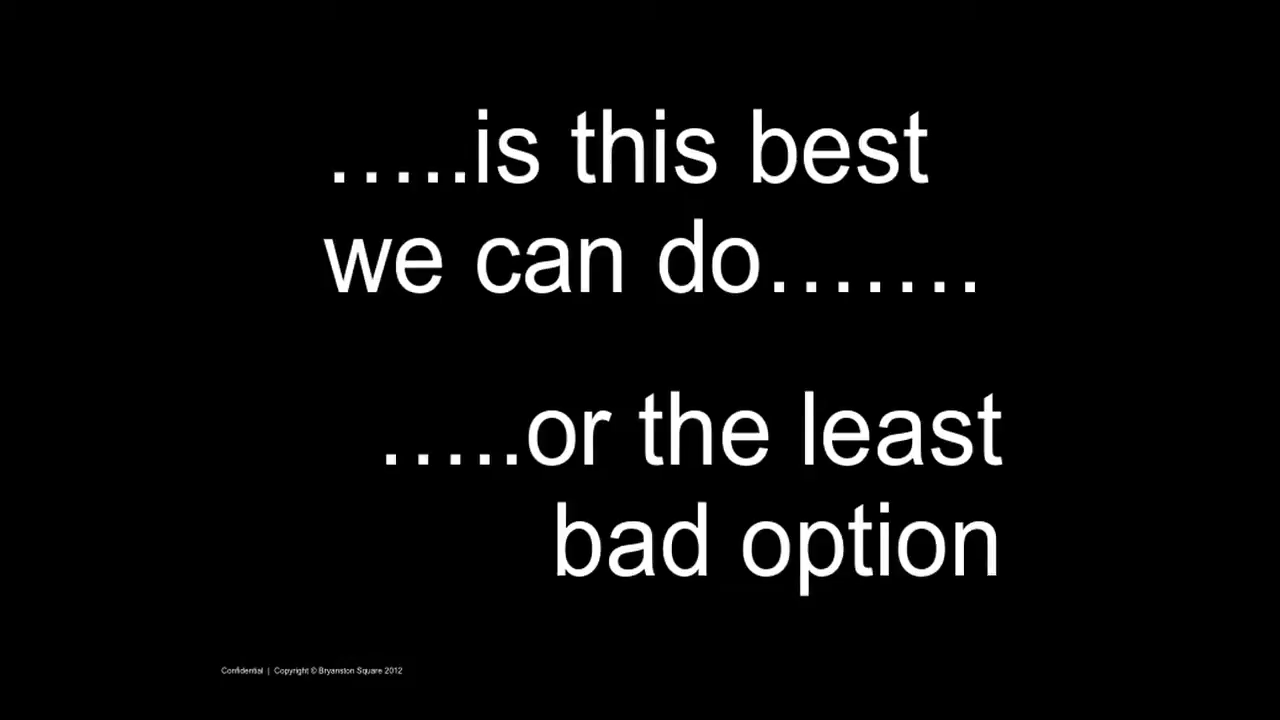 …..is this best
we can do…….
…..or the least
bad option
Confidential | Copyright © Bryanston Square 2012